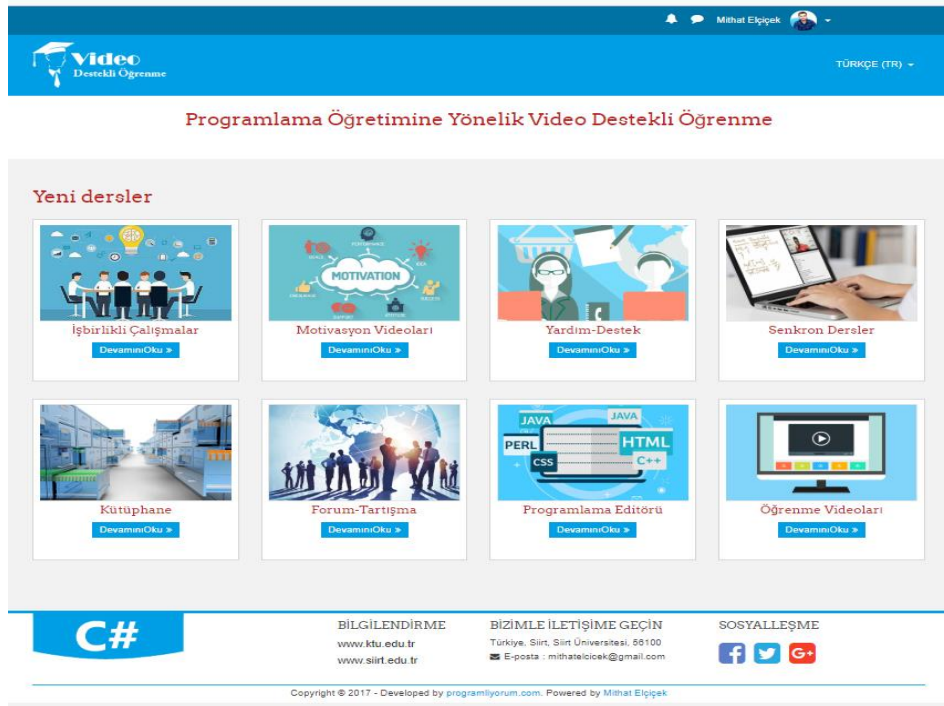 Mithat Elçiçek
Video
Destekli Öğrenme
TÜRKÇE (TR)
Programlama Öğretimine Yönelik Video Destekli Öğrenme
Yeni dersler
MOTIVATION
İşbirlikli Çalışmalar
Motivasyon Videoları
Yardım-Destek
Senkron Dersler
DevamınıOku »
DevamınıOku »
DevamınıOku »
DevamınıOku »
JAVA
JAVA
PERL
HTML
CSS
C++
Kütüphane
Forum-Tartışma
Programlama Editörü
Öğrenme Videoları
DevamınıOku »
DevamınıOku »
DevamınıOku »
DevamınıOku »
C#
BİLGİLENDİRME
www.ktu.edu.tr
www.siirt.edu.tr
BİZİMLE İLETİŞİME GEÇİN
Türkiye, Siirt, Siirt Üniversitesi, 56100
E-posta : mithatelcicek@gmail.com
SOSYALLEŞME
G+
Copyright © 2017 - Developed by programliyorum.com. Powered by Mithat Elçiçek